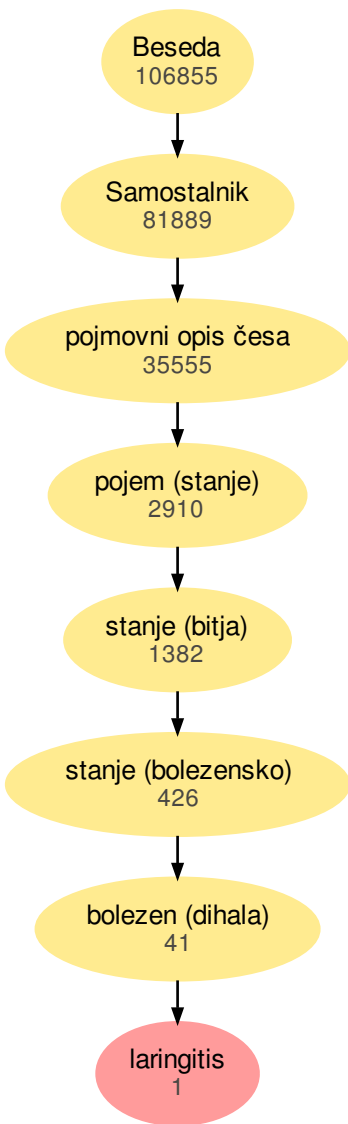 Beseda
106855
Samostalnik
81889
pojmovni opis česa
35555
pojem (stanje)
2910
stanje (bitja)
1382
stanje (bolezensko)
426
bolezen (dihala)
41
laringitis
1